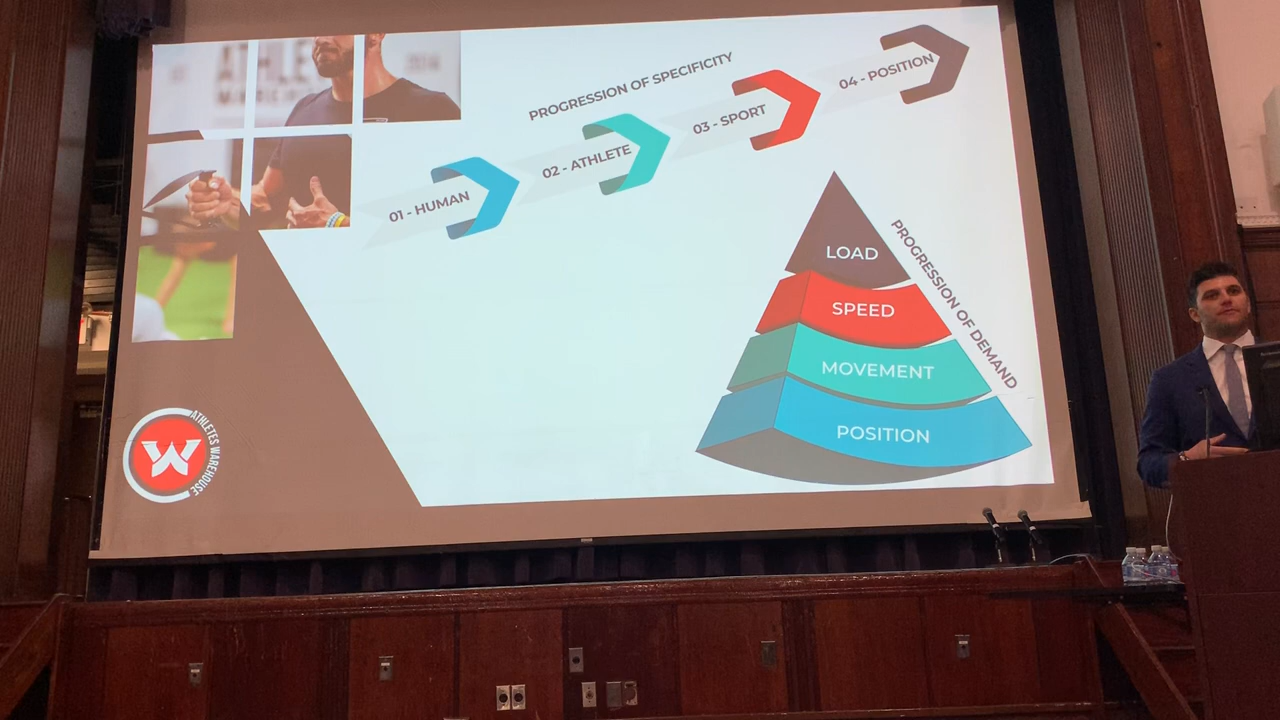 PROGRESSION OF SPECIFICITY
01 - HUMAN
02 - ATHLETE
03 - SPORT
04 - POSITION
LOAD
SPEED
MOVEMENT
POSITION
PROGRESSION OF DEMAND
W
ATHLETES WAREHOUSE